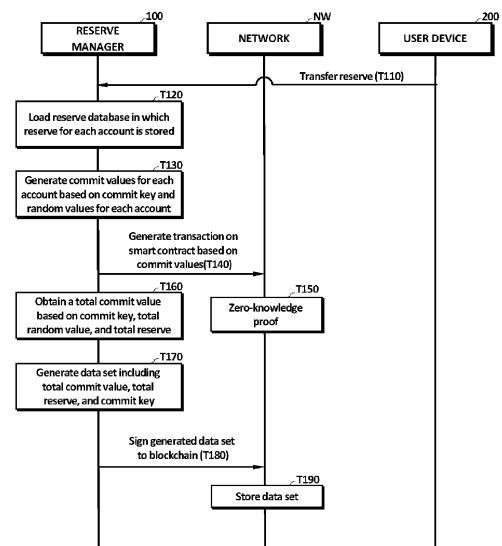 100
RESERVE
MANAGER
NW
NETWORK
200
USER DEVICE
Transfer reserve (T110)
T120
Load reserve database in which
reserve for each account is stored
T130
Generate commit values for each
account based on commit key and
random values for each account
Generate transaction on
smart contract based on
commit values(T140)
T160
Obtain a total commit value
based on commit key, total
random value, and total reserve
T150
Zero-knowledge
proof
T170
Generate data set including
total commit value, total
reserve, and commit key
Sign generated data set
to blockchain (T180)
T190
Store data set